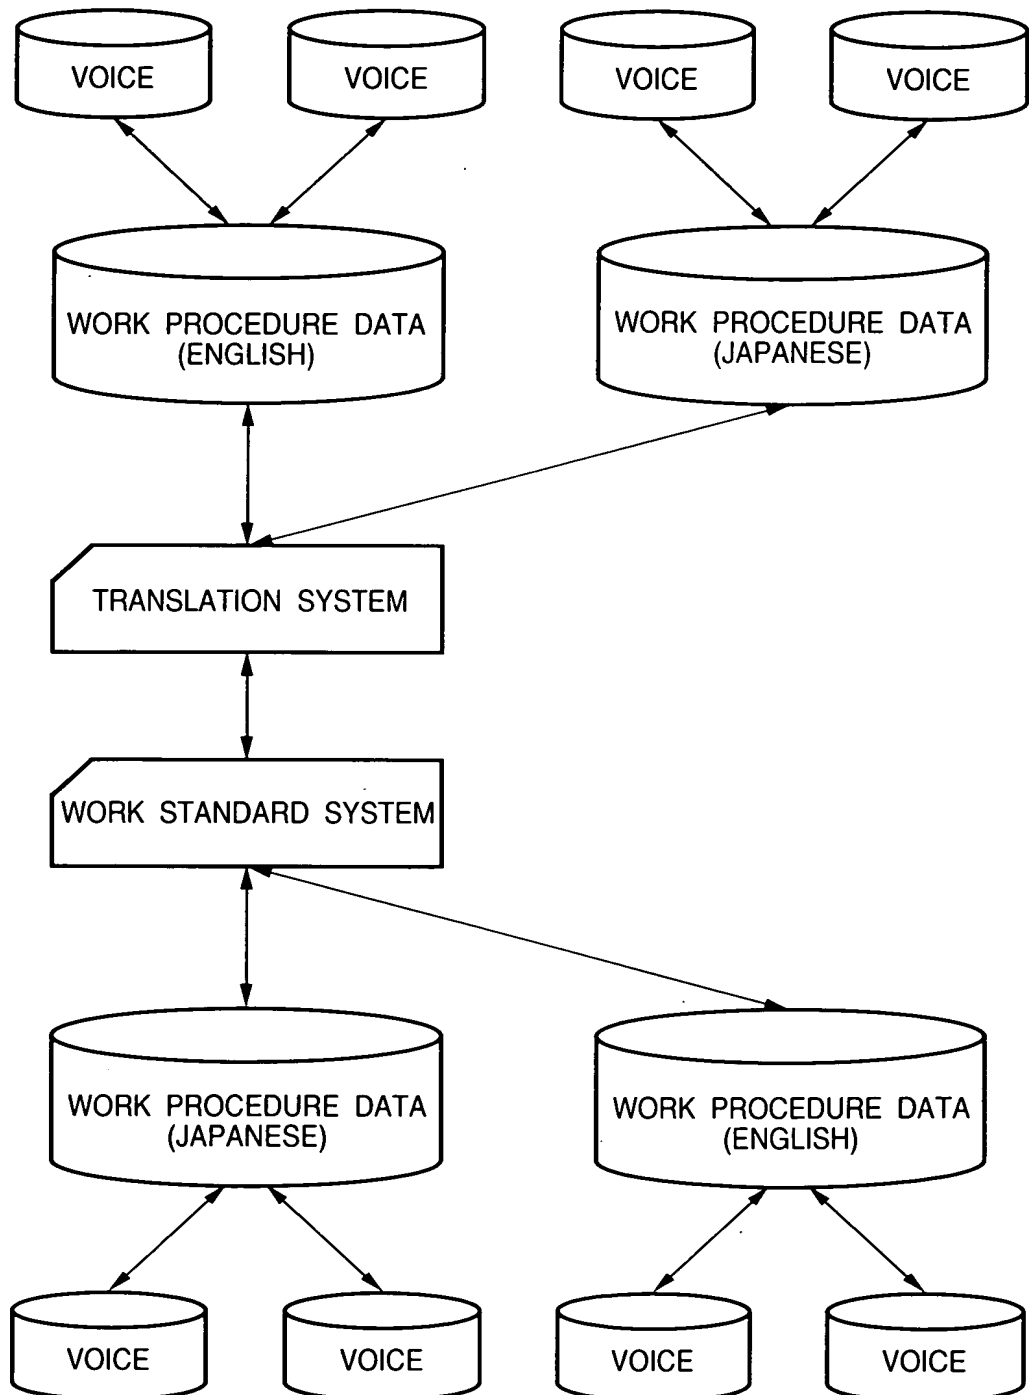 VOICE
VOICE
VOICE
VOICE
WORK PROCEDURE DATA
(ENGLISH)
WORK PROCEDURE DATA
(JAPANESE)
TRANSLATION SYSTEM
WORK STANDARD SYSTEM
WORK PROCEDURE DATA
(JAPANESE)
WORK PROCEDURE DATA
(ENGLISH)
VOICE
VOICE
VOICE
VOICE